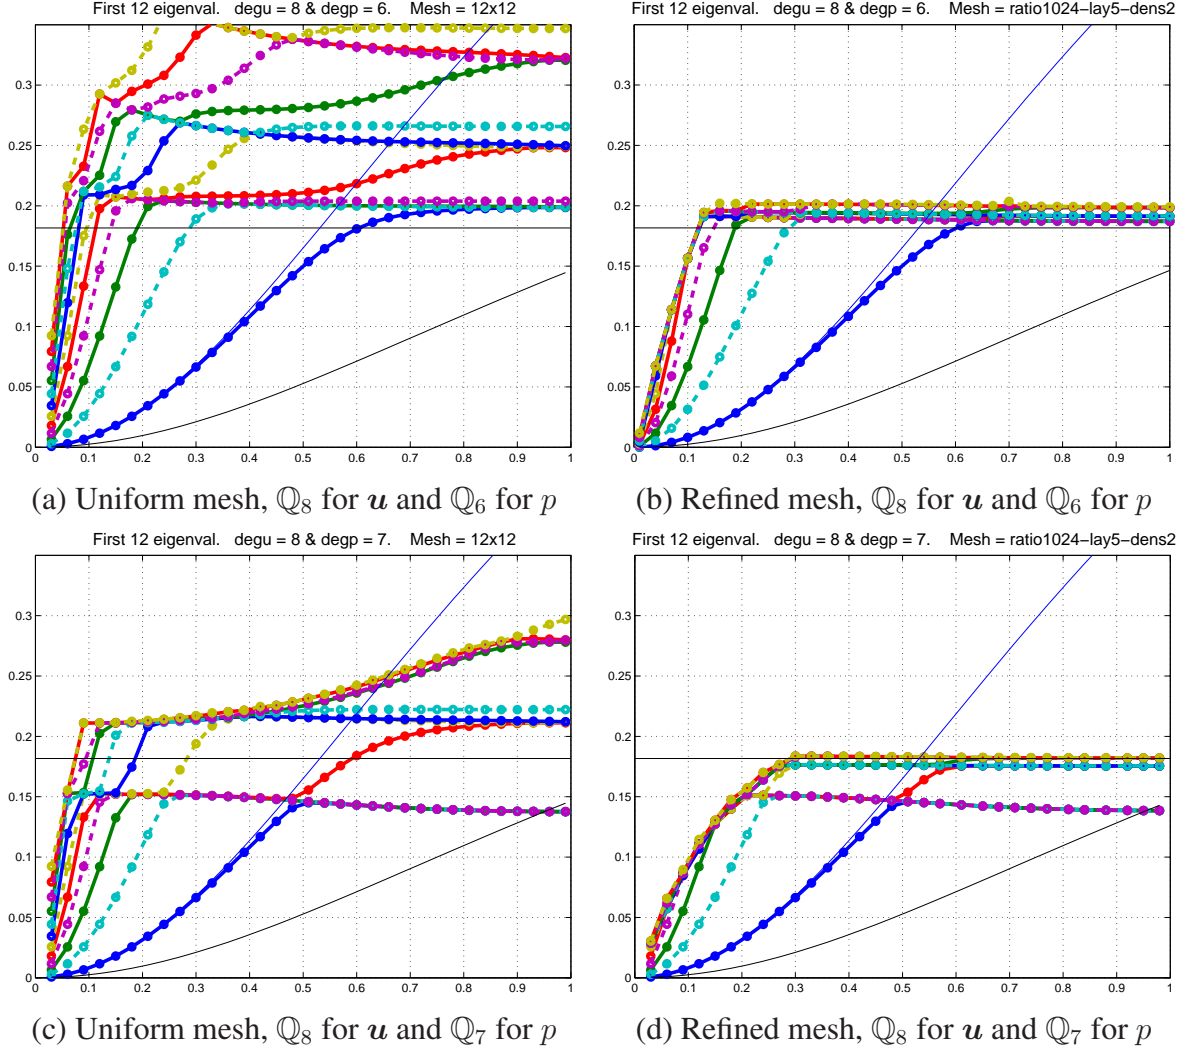 First 12 eigenval. degu = 8 & degp = 6. Mesh = 12x12
0.3
0.25
0.2
0.15
0.1
0.05
0
0 0.1 0.2 0.3 0.4 0.5 0.6 0.7 0.8 0.9 1
(a) Uniform mesh, ℚ₈ for 𝒖 and ℚ₆ for p
First 12 eigenval. degu = 8 & degp = 6. Mesh = ratio1024−lay5−dens2
0.3
0.25
0.2
0.15
0.1
0.05
0
0 0.1 0.2 0.3 0.4 0.5 0.6 0.7 0.8 0.9 1
(b) Refined mesh, ℚ₈ for 𝒖 and ℚ₆ for p
First 12 eigenval. degu = 8 & degp = 7. Mesh = 12x12
0.3
0.25
0.2
0.15
0.1
0.05
0
0 0.1 0.2 0.3 0.4 0.5 0.6 0.7 0.8 0.9 1
(c) Uniform mesh, ℚ₈ for 𝒖 and ℚ₇ for p
First 12 eigenval. degu = 8 & degp = 7. Mesh = ratio1024−lay5−dens2
0.3
0.25
0.2
0.15
0.1
0.05
0
0 0.1 0.2 0.3 0.4 0.5 0.6 0.7 0.8 0.9 1
(d) Refined mesh, ℚ₈ for 𝒖 and ℚ₇ for p